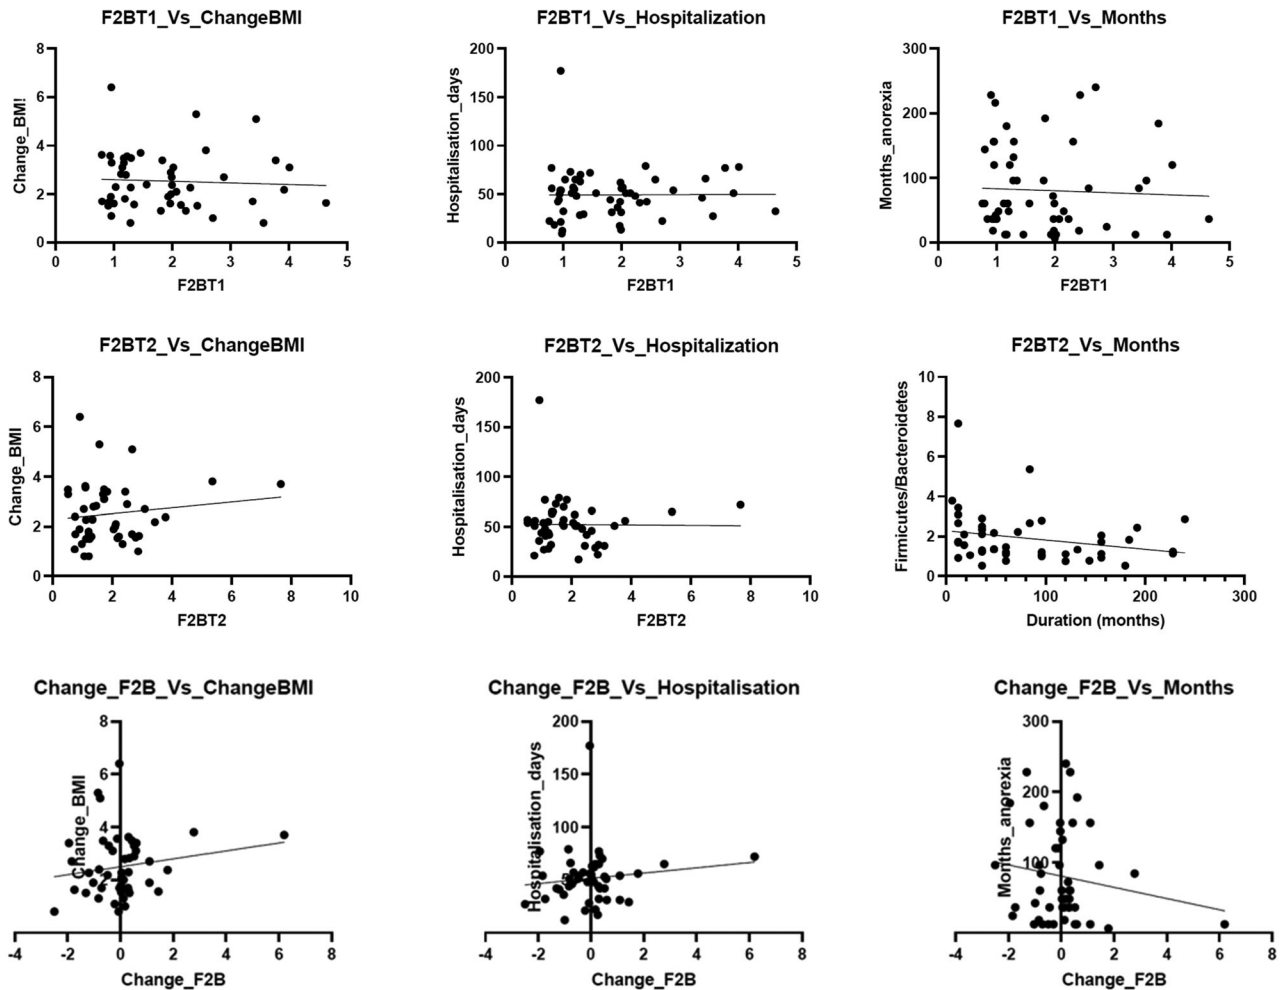 F2BT1_Vs_ChangeBMI
F2BT1_Vs_Hospitalization
F2BT1_Vs_Months
8
6
4
2
0
Change_BM!
0 1 2 3 4 5
F2BT1
200
150
100
50
0
Hospitalisation_days
0 1 2 3 4 5
F2BT1
300
200
100
0
Months_anorexia
0 1 2 3 4 5
F2BT1
F2BT2_Vs_ChangeBMI
F2BT2_Vs_Hospitalization
F2BT2_Vs_Months
8
6
4
2
0
Change_BMI
0 2 4 6 8 10
F2BT2
200
150
100
50
0
Hospitalisation_days
0 2 4 6 8 10
F2BT2
10
8
6
4
2
0
Firmicutes/Bacteroidetes
0 100 200 300
Duration (months)
Change_F2B_Vs_ChangeBMI
Change_F2B_Vs_Hospitalisation
Change_F2B_Vs_Months
8
6
4
2
Change_BMI
-4 -2 0 2 4 6 8
Change_F2B
200
150
100
Hospitalisation_days
-4 -2 0 2 4 6 8
Change_F2B
300
200
100
Months_anorexia
-4 -2 0 2 4 6 8
Change_F2B